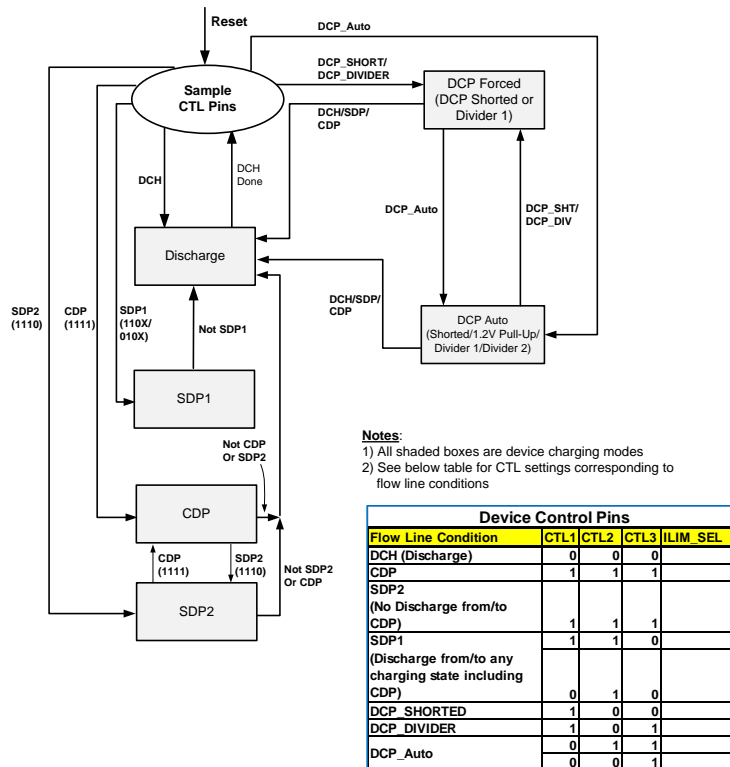 Reset
DCP_Auto
Sample
CTL Pins
DCP_SHORT/
DCP_DIVIDER
DCP Forced
(DCP Shorted or
Divider 1)
DCH/SDP/
CDP
DCH
DCH
Done
DCP_Auto
DCP_SHT/
DCP_DIV
Discharge
SDP2
(1110)
CDP
(1111)
SDP1
(110X/
010X)
Not SDP1
DCH/SDP/
CDP
DCP Auto
(Shorted/1.2V Pull-Up/
Divider 1/Divider 2)
SDP1
Not CDP
Or SDP2
CDP
CDP
(1111)
SDP2
(1110)
Not SDP2
Or CDP
SDP2
Notes:
1) All shaded boxes are device charging modes
2) See below table for CTL settings corresponding to
flow line conditions
Device Control Pins
Flow Line Condition CTL1 CTL2 CTL3 ILIM_SEL
DCH (Discharge) 0 0 0
CDP 1 1 1
SDP2
(No Discharge from/to
CDP) 1 1 1
SDP1 1 1 0
(Discharge from/to any
charging state including
CDP) 0 1 0
DCP_SHORTED 1 0 0
DCP_DIVIDER 1 0 1
DCP_Auto
0 1 1
0 0 1